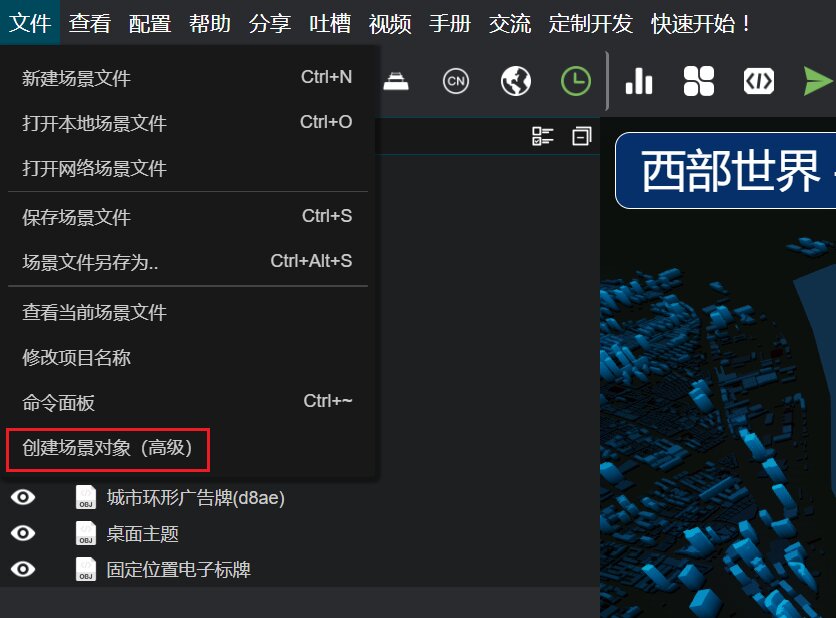 文件 查看 配置 帮助 分享 吐槽 视频 手册 交流 定制开发 快速开始！
新建场景文件 Ctrl+N
CN
打开本地场景文件 Ctrl+O
打开网络场景文件
西部世界
保存场景文件 Ctrl+S
场景文件另存为.. Ctrl+Alt+S
查看当前场景文件
修改项目名称
命令面板 Ctrl+~
创建场景对象（高级）
OBJ 城市环形广告牌(d8ae)
OBJ 桌面主题
OBJ 固定位置电子标牌